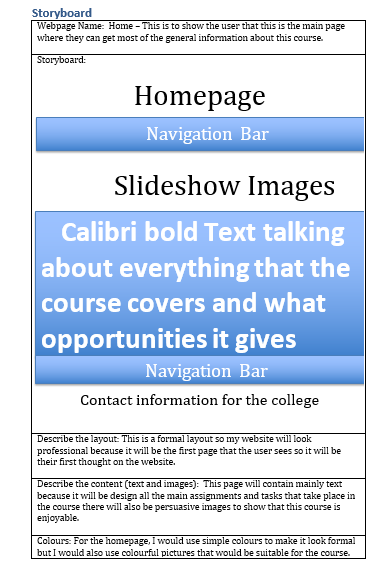 Storyboard
Webpage Name:  Home – This is to show the user that this is the main page
where they can get most of the general information about this course.
Storyboard:
Homepage
Navigation Bar
Slideshow Images
Calibri bold Text talking
about everything that the
course covers and what
opportunities it gives
Navigation Bar
Contact information for the college
Describe the layout: This is a formal layout so my website will look
professional because it will be the first page that the user sees so it will be
their first thought on the website.
Describe the content (text and images):  This page will contain mainly text
because it will be design all the main assignments and tasks that take place in
the course there will also be persuasive images to show that this course is
enjoyable.
Colours: For the homepage, I would use simple colours to make it look formal
but I would also use colourful pictures that would be suitable for the course.